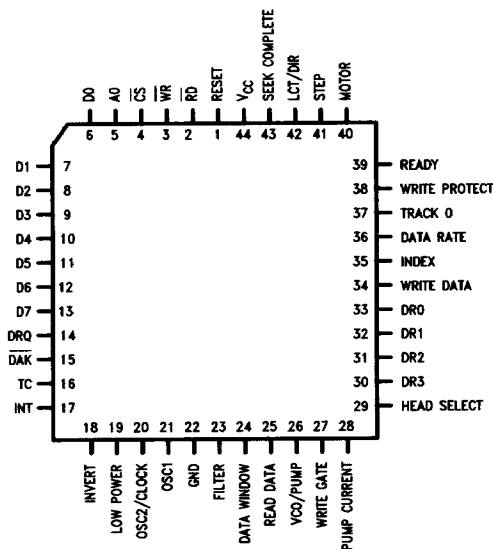 D0
A0
C̅S̅
W̅R̅
R̅D̅
RESET
VCC
SEEK COMPLETE
LCT/DIR
STEP
MOTOR
6 5 4 3 2 1 44 43 42 41 40
D1 7
D2 8
D3 9
D4 10
D5 11
D6 12
D7 13
DRQ 14
D̅A̅K̅ 15
TC 16
INT 17
39 READY
38 WRITE PROTECT
37 TRACK 0
36 DATA RATE
35 INDEX
34 WRITE DATA
33 DR0
32 DR1
31 DR2
30 DR3
29 HEAD SELECT
18 19 20 21 22 23 24 25 26 27 28
INVERT
LOW POWER
OSC2/CLOCK
OSC1
GND
FILTER
DATA WINDOW
READ DATA
VCO/PUMP
WRITE GATE
PUMP CURRENT